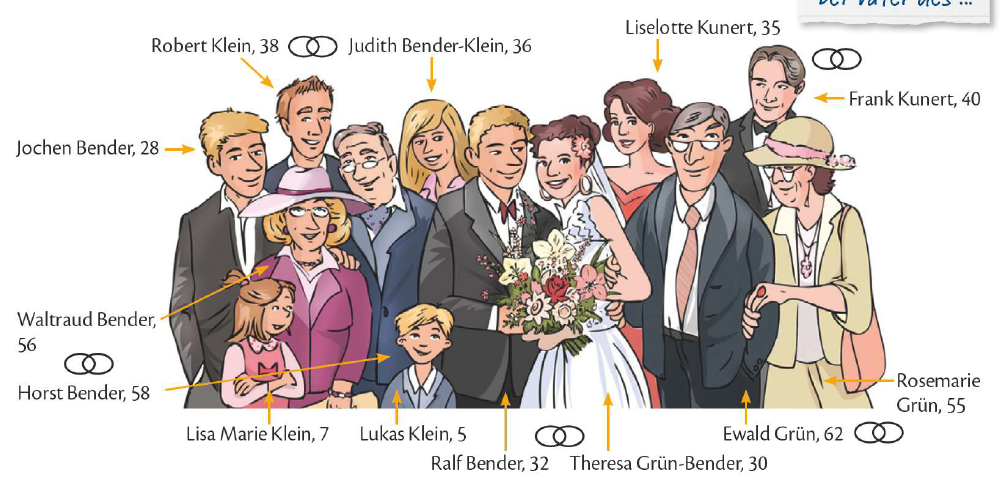 der Vater des ...
Liselotte Kunert, 35
Robert Klein, 38
Judith Bender-Klein, 36
Frank Kunert, 40
Jochen Bender, 28
Waltraud Bender,
56
Horst Bender, 58
Rosemarie
Grün, 55
Lisa Marie Klein, 7
Lukas Klein, 5
Ewald Grün, 62
Ralf Bender, 32
Theresa Grün-Bender, 30
M